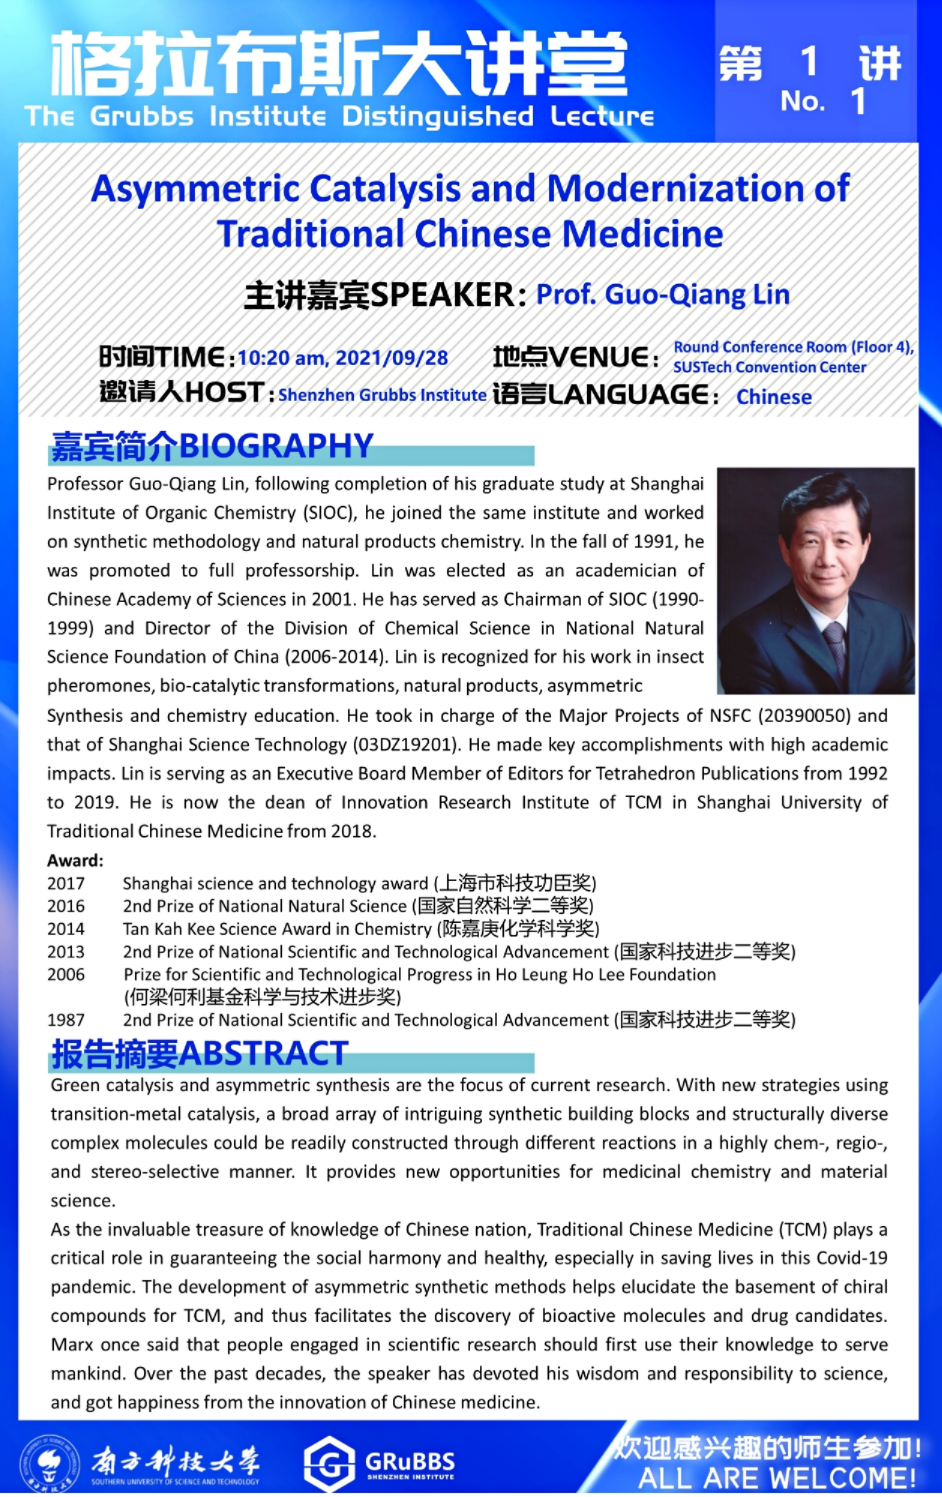 格拉布斯大讲堂
The Grubbs Institute Distinguished Lecture
第 1 讲
No. 1
Asymmetric Catalysis and Modernization of
Traditional Chinese Medicine
主讲嘉宾SPEAKER: Prof. Guo-Qiang Lin
时间TIME:10:20 am, 2021/09/28
地点VENUE: Round Conference Room (Floor 4),
SUSTech Convention Center
邀请人HOST:Shenzhen Grubbs Institute
语言LANGUAGE: Chinese
嘉宾简介BIOGRAPHY
Professor Guo-Qiang Lin, following completion of his graduate study at Shanghai
Institute of Organic Chemistry (SIOC), he joined the same institute and worked
on synthetic methodology and natural products chemistry. In the fall of 1991, he
was promoted to full professorship. Lin was elected as an academician of
Chinese Academy of Sciences in 2001. He has served as Chairman of SIOC (1990-
1999) and Director of the Division of Chemical Science in National Natural
Science Foundation of China (2006-2014). Lin is recognized for his work in insect
pheromones, bio-catalytic transformations, natural products, asymmetric
Synthesis and chemistry education. He took in charge of the Major Projects of NSFC (20390050) and
that of Shanghai Science Technology (03DZ19201). He made key accomplishments with high academic
impacts. Lin is serving as an Executive Board Member of Editors for Tetrahedron Publications from 1992
to 2019. He is now the dean of Innovation Research Institute of TCM in Shanghai University of
Traditional Chinese Medicine from 2018.
Award:
2017 Shanghai science and technology award (上海市科技功臣奖)
2016 2nd Prize of National Natural Science (国家自然科学二等奖)
2014 Tan Kah Kee Science Award in Chemistry (陈嘉庚化学科学奖)
2013 2nd Prize of National Scientific and Technological Advancement (国家科技进步二等奖)
2006 Prize for Scientific and Technological Progress in Ho Leung Ho Lee Foundation
(何梁何利基金科学与技术进步奖)
1987 2nd Prize of National Scientific and Technological Advancement (国家科技进步二等奖)
报告摘要ABSTRACT
Green catalysis and asymmetric synthesis are the focus of current research. With new strategies using
transition-metal catalysis, a broad array of intriguing synthetic building blocks and structurally diverse
complex molecules could be readily constructed through different reactions in a highly chem-, regio-,
and stereo-selective manner. It provides new opportunities for medicinal chemistry and material
science.
As the invaluable treasure of knowledge of Chinese nation, Traditional Chinese Medicine (TCM) plays a
critical role in guaranteeing the social harmony and healthy, especially in saving lives in this Covid-19
pandemic. The development of asymmetric synthetic methods helps elucidate the basement of chiral
compounds for TCM, and thus facilitates the discovery of bioactive molecules and drug candidates.
Marx once said that people engaged in scientific research should first use their knowledge to serve
mankind. Over the past decades, the speaker has devoted his wisdom and responsibility to science,
and got happiness from the innovation of Chinese medicine.
南方科技大学
SOUTHERN UNIVERSITY OF SCIENCE AND TECHNOLOGY
GRuBBS
SHENZHEN INSTITUTE
欢迎感兴趣的师生参加!
ALL ARE WELCOME!